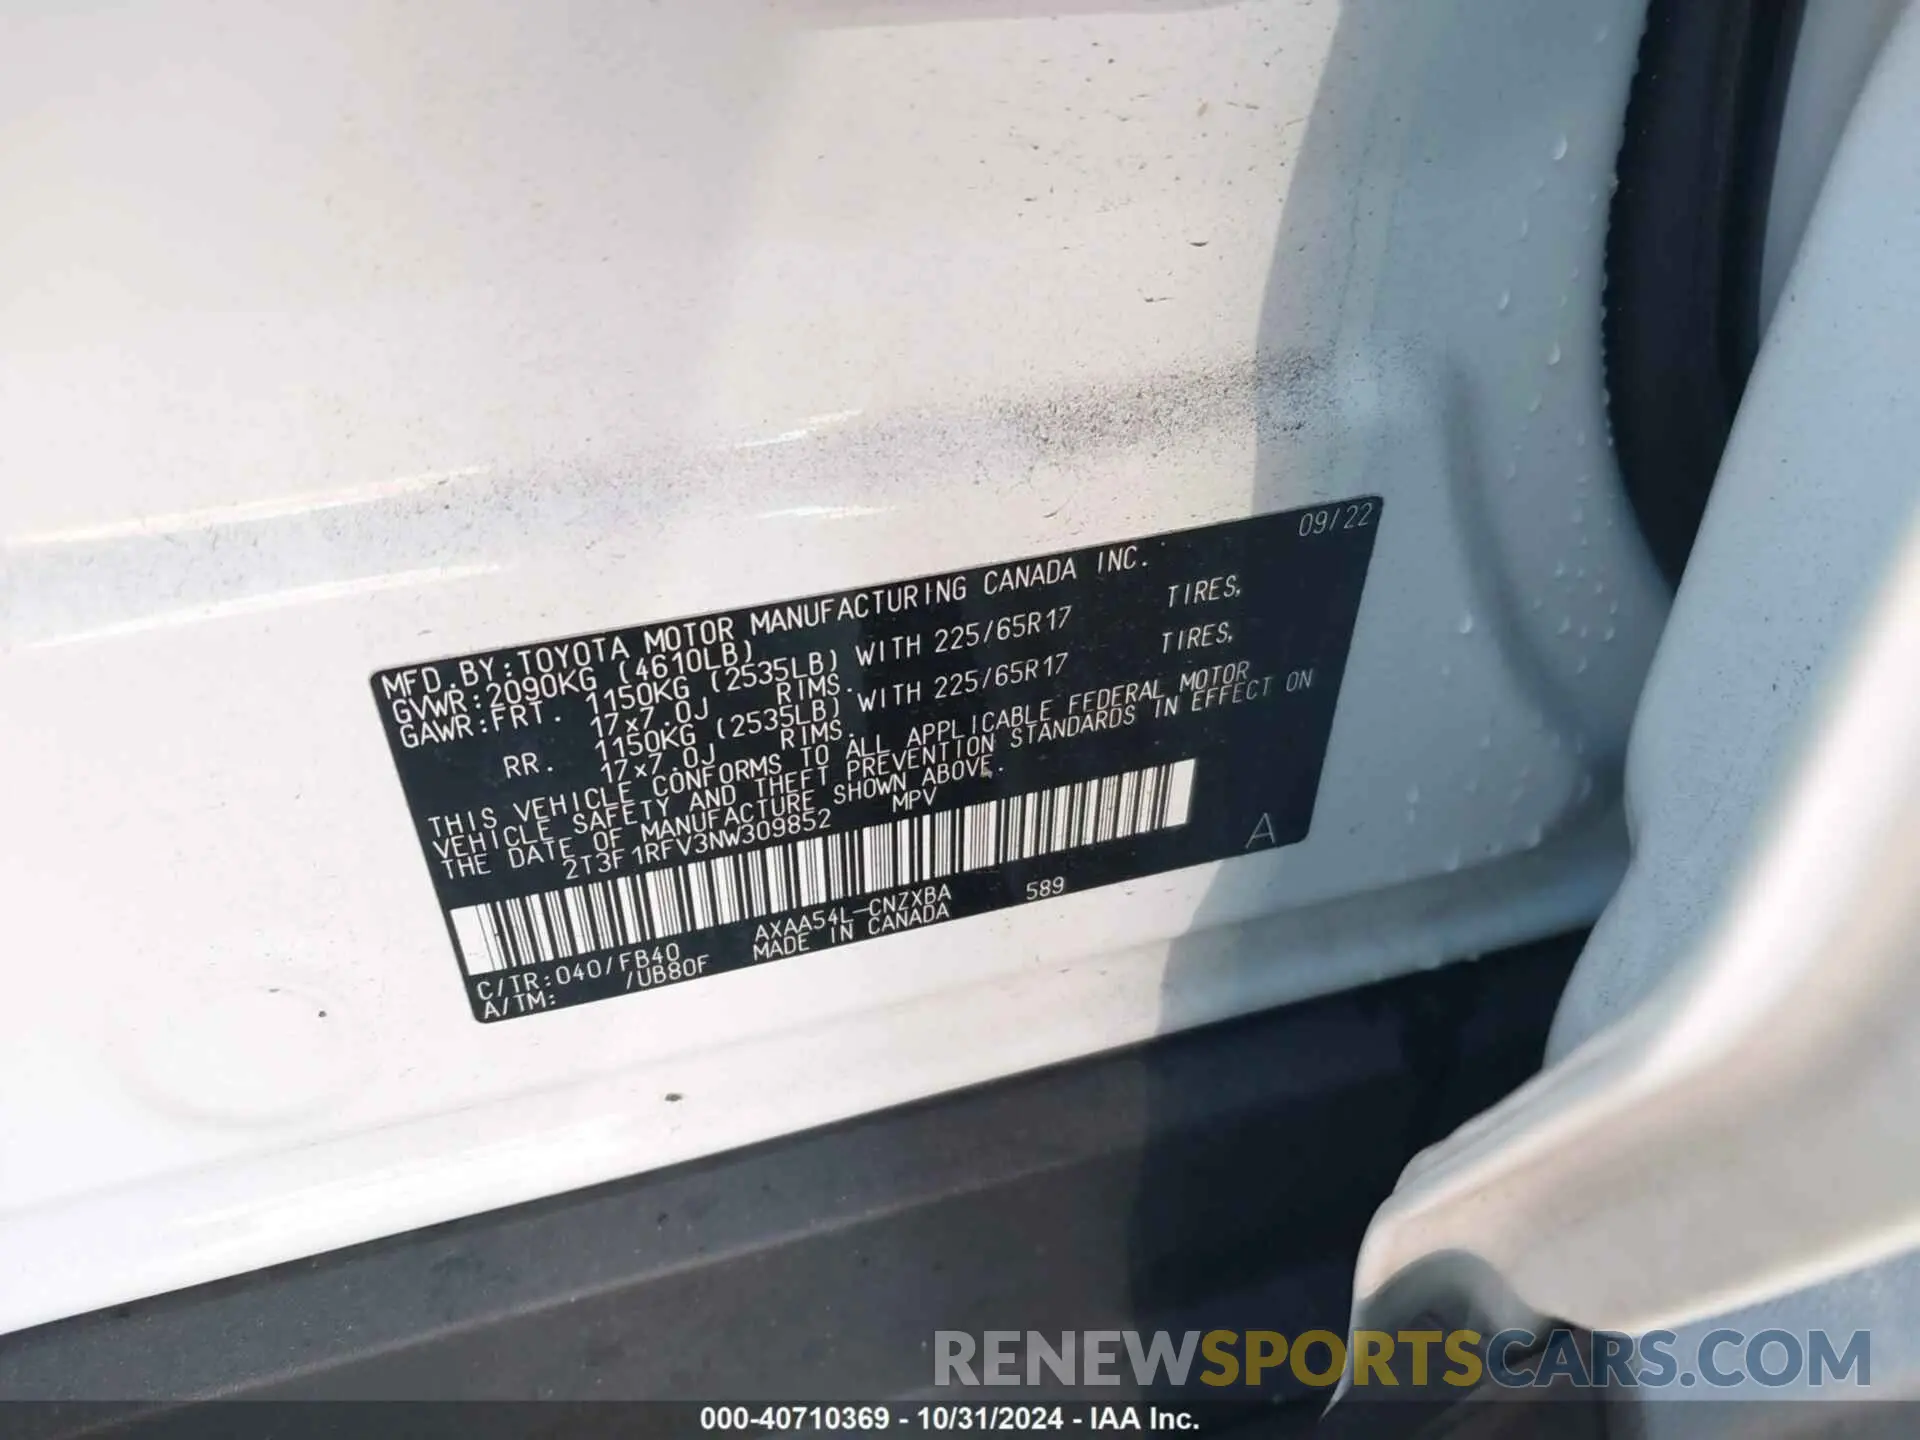 09/22
MFD.BY:TOYOTA MOTOR MANUFACTURING CANADA INC.
GVWR:2090KG (4610LB)
GAWR:FRT. 1150KG (2535LB) WITH 225/65R17 TIRES,
17x7.0J RIMS.
RR. 1150KG (2535LB) WITH 225/65R17 TIRES,
17x7.0J RIMS.
THIS VEHICLE CONFORMS TO ALL APPLICABLE FEDERAL MOTOR
VEHICLE SAFETY AND THEFT PREVENTION STANDARDS IN EFFECT ON
THE DATE OF MANUFACTURE SHOWN ABOVE.
2T3F1RFV3NW309852 MPV
A
C/TR:040/FB40 AXAA54L-CNZXBA 589
A/TM: /UB80F MADE IN CANADA
RENEWSPORTSCARS.COM
000-40710369 - 10/31/2024 - IAA Inc.